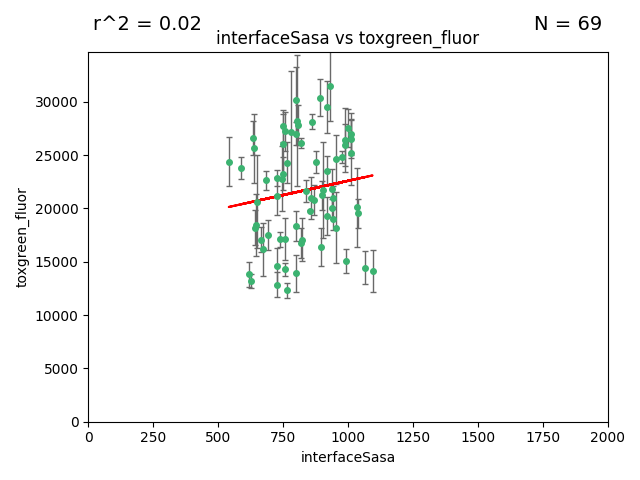 r^2 = 0.02
N = 69
interfaceSasa vs toxgreen_fluor
30000
25000
20000
15000
10000
5000
0
toxgreen_fluor
0 250 500 750 1000 1250 1500 1750 2000
interfaceSasa